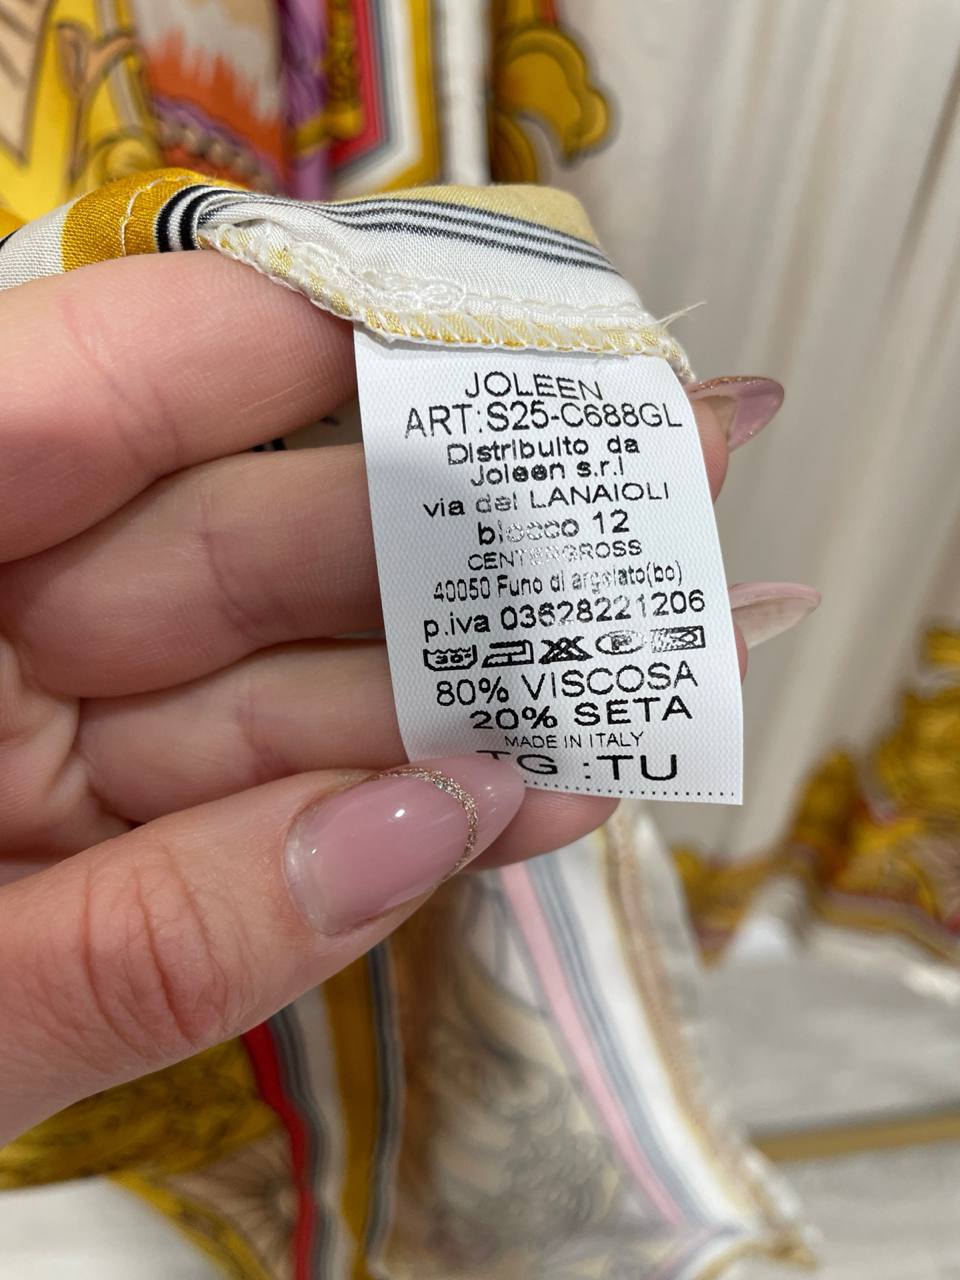 JOLEEN
ART:S25-C688GL
Distribuito da
Joleen s.r.l
via dei LANAIOLI
blocco 12
CENTERGROSS
40050 Funo di argelato(bo)
p.iva 03628221206
30°
P
80% VISCOSA
20% SETA
MADE IN ITALY
TG :TU